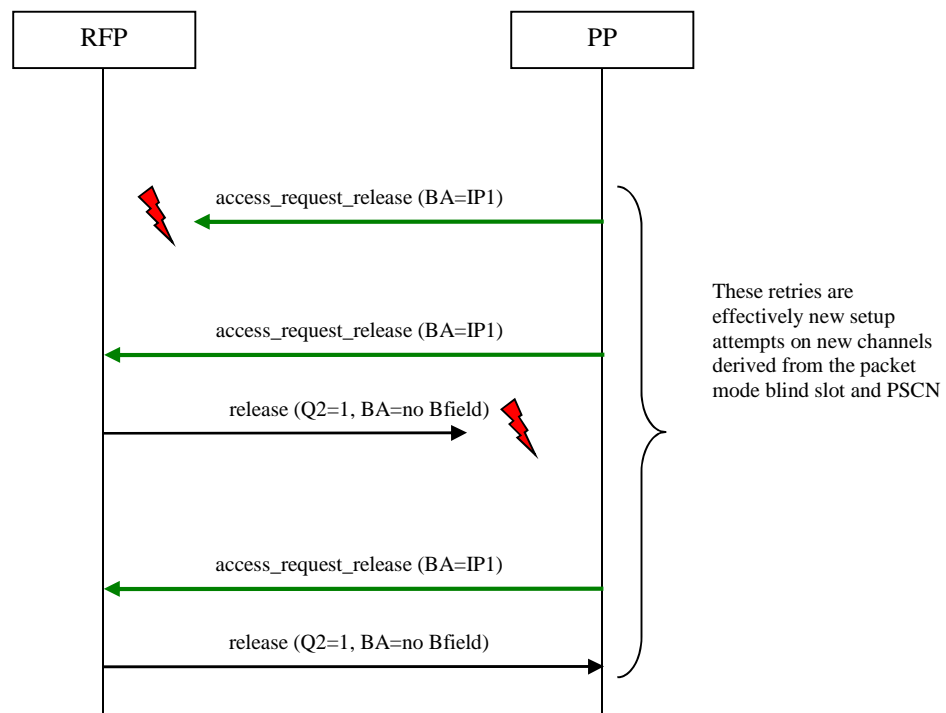 RFP
PP
access_request_release (BA=IP1)
access_request_release (BA=IP1)
release (Q2=1, BA=no Bfield)
access_request_release (BA=IP1)
release (Q2=1, BA=no Bfield)
These retries are
effectively new setup
attempts on new channels
derived from the packet
mode blind slot and PSCN